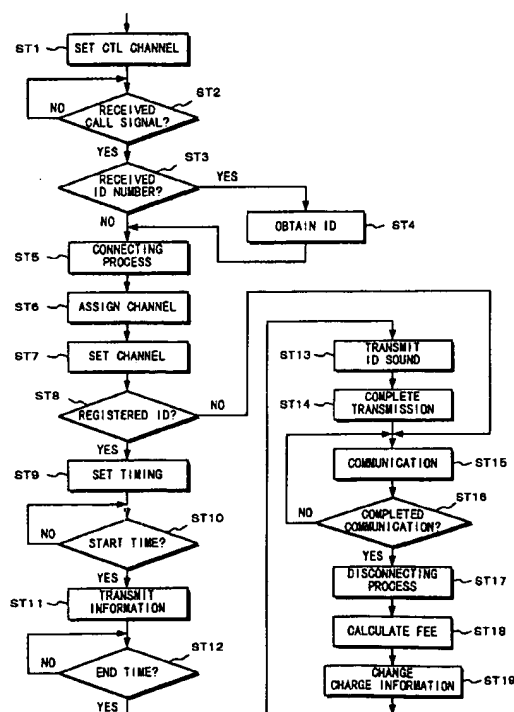 ST1
SET CTL CHANNEL
ST2
NO
RECEIVED
CALL SIGNAL?
YES
ST3
RECEIVED
ID NUMBER?
YES
NO
OBTAIN ID
ST4
ST5
CONNECTING
PROCESS
ST6
ASSIGN CHANNEL
ST7
SET CHANNEL
ST8
REGISTERED ID?
NO
YES
ST9
SET TIMING
ST10
NO
START TIME?
YES
ST11
TRANSMIT
INFORMATION
ST12
NO
END TIME?
YES
ST13
TRANSMIT
ID SOUND
ST14
COMPLETE
TRANSMISSION
COMMUNICATION
ST15
ST16
NO
COMPLETED
COMMUNICATION?
YES
DISCONNECTING
PROCESS
ST17
CALCULATE FEE
ST18
CHANGE
CHARGE INFORMATION
ST19